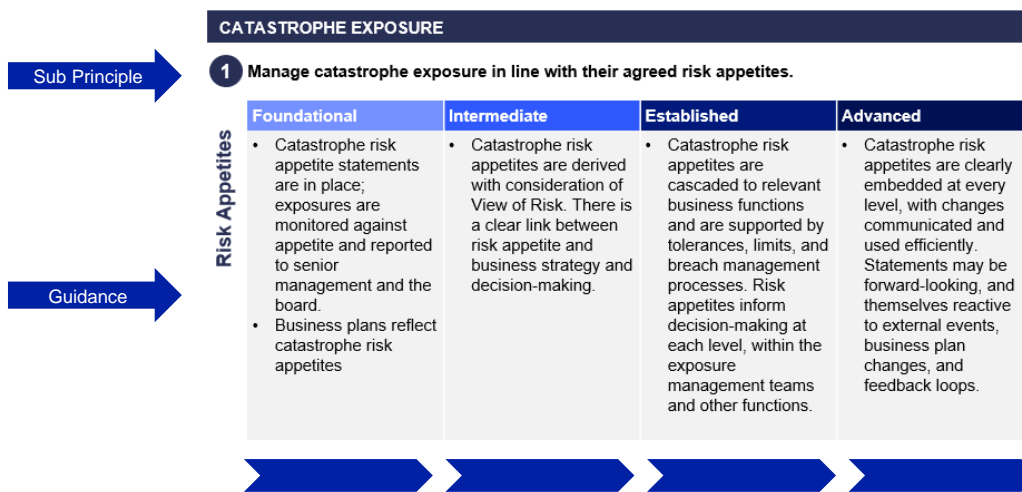 CATASTROPHE EXPOSURE
Sub Principle
1 Manage catastrophe exposure in line with their agreed risk appetites.
Risk Appetites
Foundational
• Catastrophe risk
appetite statements
are in place;
exposures are
monitored against
appetite and reported
to senior
management and the
board.
• Business plans reflect
catastrophe risk
appetites
Intermediate
• Catastrophe risk
appetites are derived
with consideration of
View of Risk. There is
a clear link between
risk appetite and
business strategy and
decision-making.
Established
• Catastrophe risk
appetites are
cascaded to relevant
business functions
and are supported by
tolerances, limits, and
breach management
processes. Risk
appetites inform
decision-making at
each level, within the
exposure
management teams
and other functions.
Advanced
• Catastrophe risk
appetites are clearly
embedded at every
level, with changes
communicated and
used efficiently.
Statements may be
forward-looking, and
themselves reactive
to external events,
business plan
changes, and
feedback loops.
Guidance